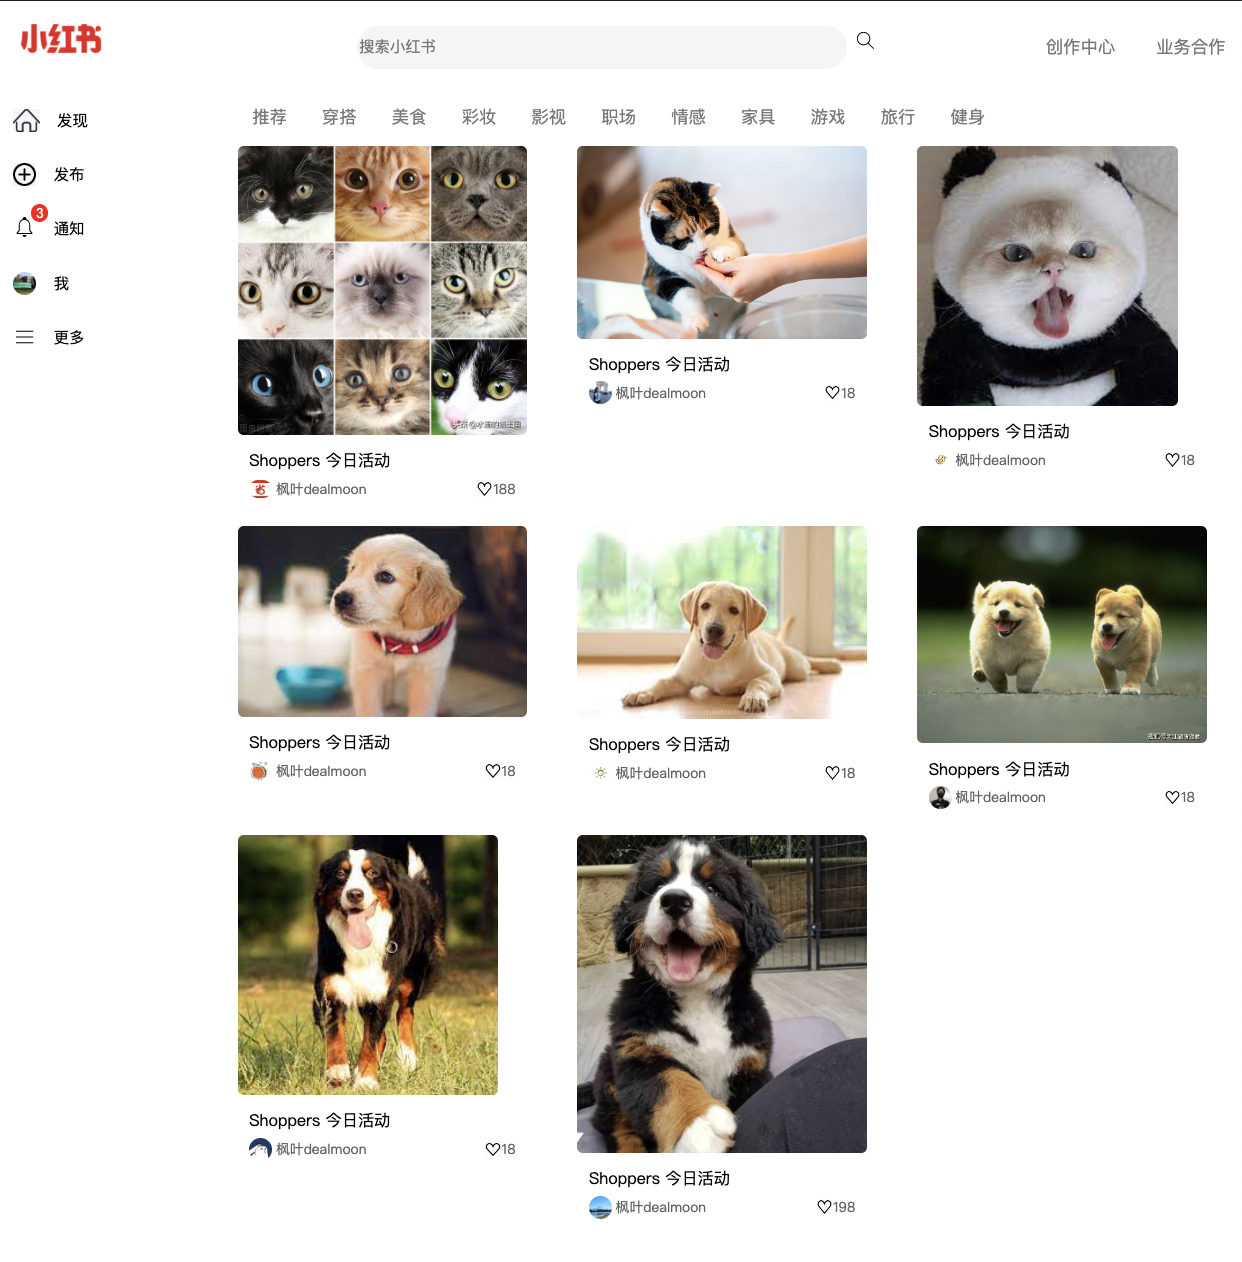 小红书
搜索小红书
创作中心 业务合作
推荐 穿搭 美食 彩妆 影视 职场 情感 家具 游戏 旅行 健身
发现
发布
3
通知
我
更多
Shoppers 今日活动
枫叶dealmoon 188
Shoppers 今日活动
枫叶dealmoon 18
Shoppers 今日活动
枫叶dealmoon 18
Shoppers 今日活动
枫叶dealmoon 18
Shoppers 今日活动
枫叶dealmoon 18
Shoppers 今日活动
枫叶dealmoon 18
Shoppers 今日活动
枫叶dealmoon 18
Shoppers 今日活动
枫叶dealmoon 198